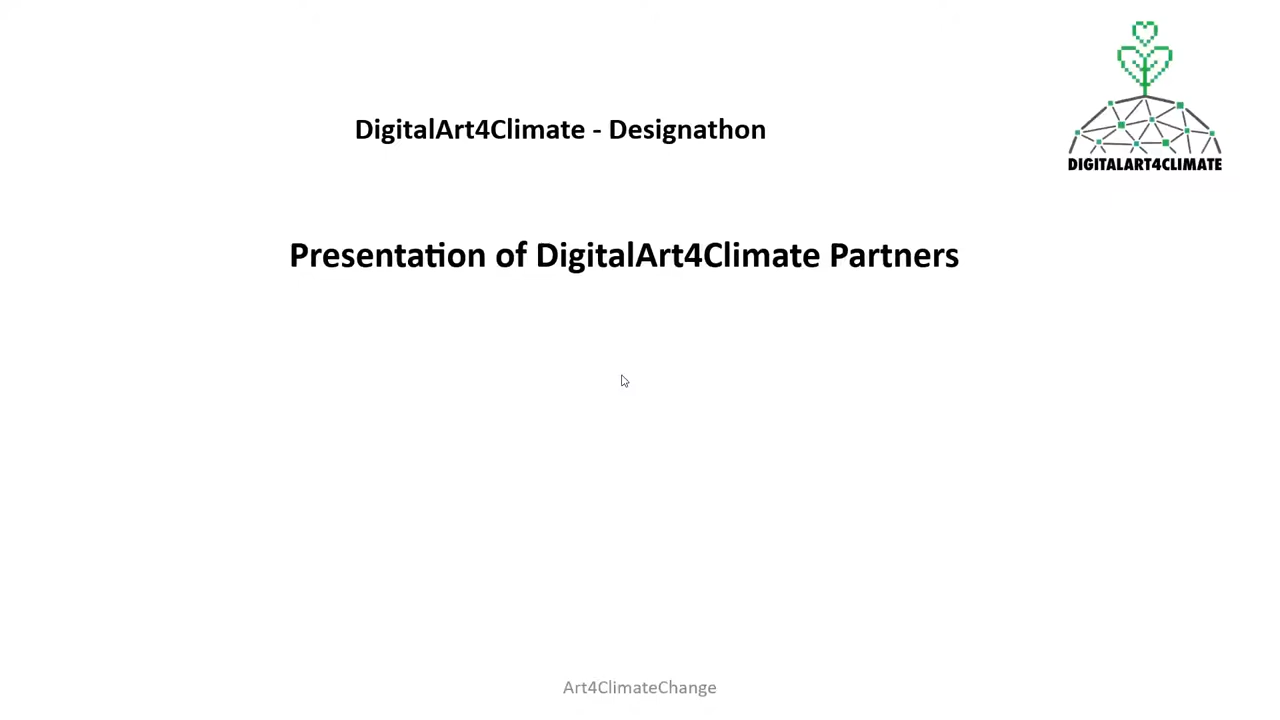 DigitalArt4Climate - Designathon
DIGITALART4CLIMATE
Presentation of DigitalArt4Climate Partners
Art4ClimateChange